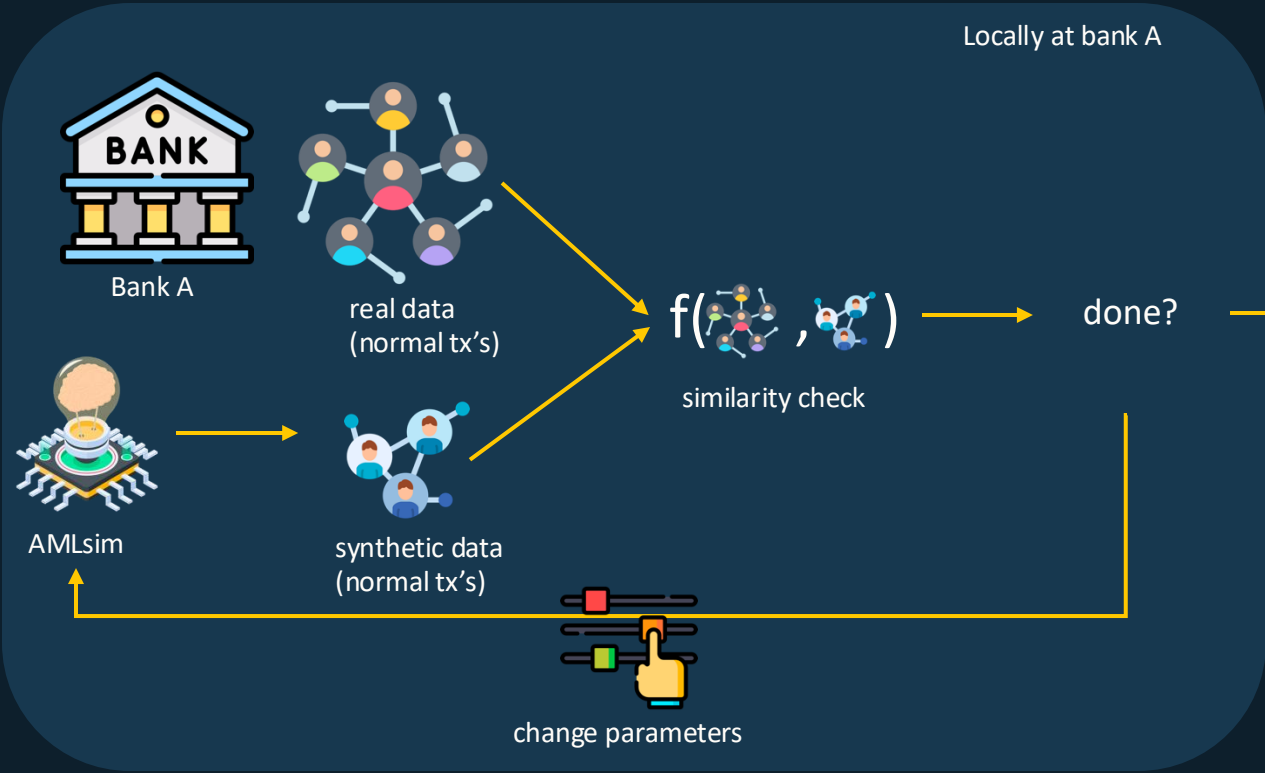 Locally at bank A
BANK
Bank A
real data
(normal tx's)
f( , )
done?
similarity check
AMLsim
synthetic data
(normal tx's)
change parameters